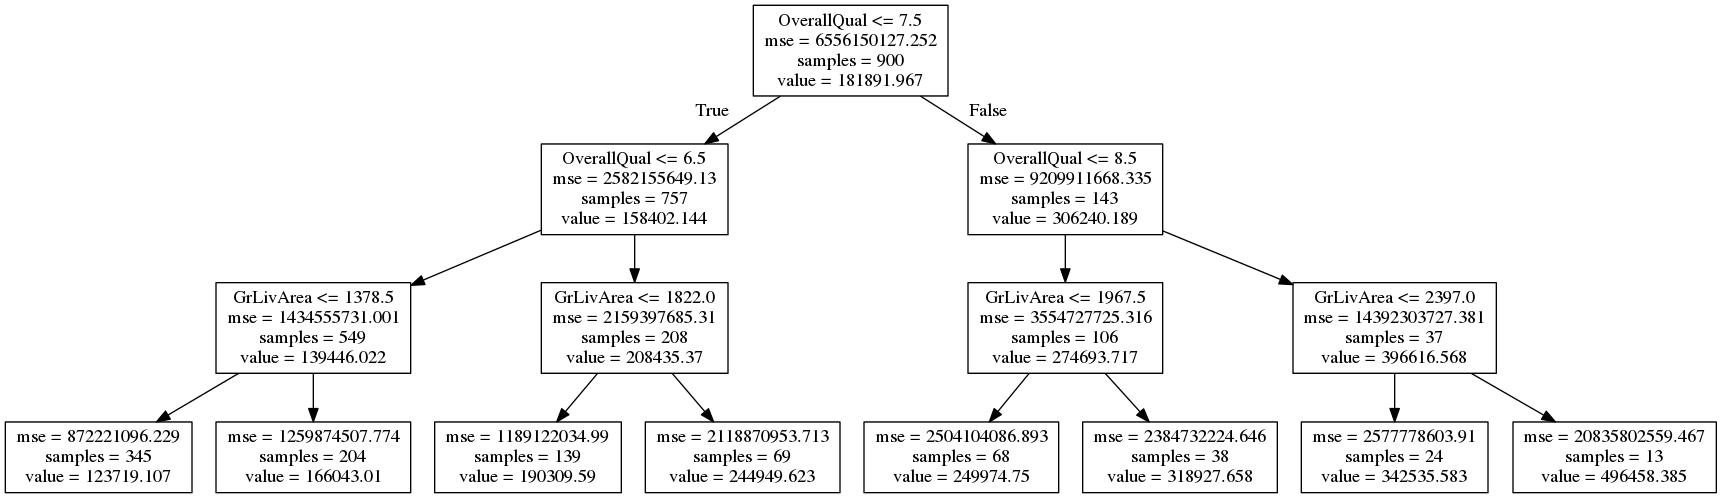 OverallQual <= 7.5
mse = 6556150127.252
samples = 900
value = 181891.967
True
False
OverallQual <= 6.5
mse = 2582155649.13
samples = 757
value = 158402.144
OverallQual <= 8.5
mse = 9209911668.335
samples = 143
value = 306240.189
GrLivArea <= 1378.5
mse = 1434555731.001
samples = 549
value = 139446.022
GrLivArea <= 1822.0
mse = 2159397685.31
samples = 208
value = 208435.37
GrLivArea <= 1967.5
mse = 3554727725.316
samples = 106
value = 274693.717
GrLivArea <= 2397.0
mse = 14392303727.381
samples = 37
value = 396616.568
mse = 872221096.229
samples = 345
value = 123719.107
mse = 1259874507.774
samples = 204
value = 166043.01
mse = 1189122034.99
samples = 139
value = 190309.59
mse = 2118870953.713
samples = 69
value = 244949.623
mse = 2504104086.893
samples = 68
value = 249974.75
mse = 2384732224.646
samples = 38
value = 318927.658
mse = 2577778603.91
samples = 24
value = 342535.583
mse = 20835802559.467
samples = 13
value = 496458.385